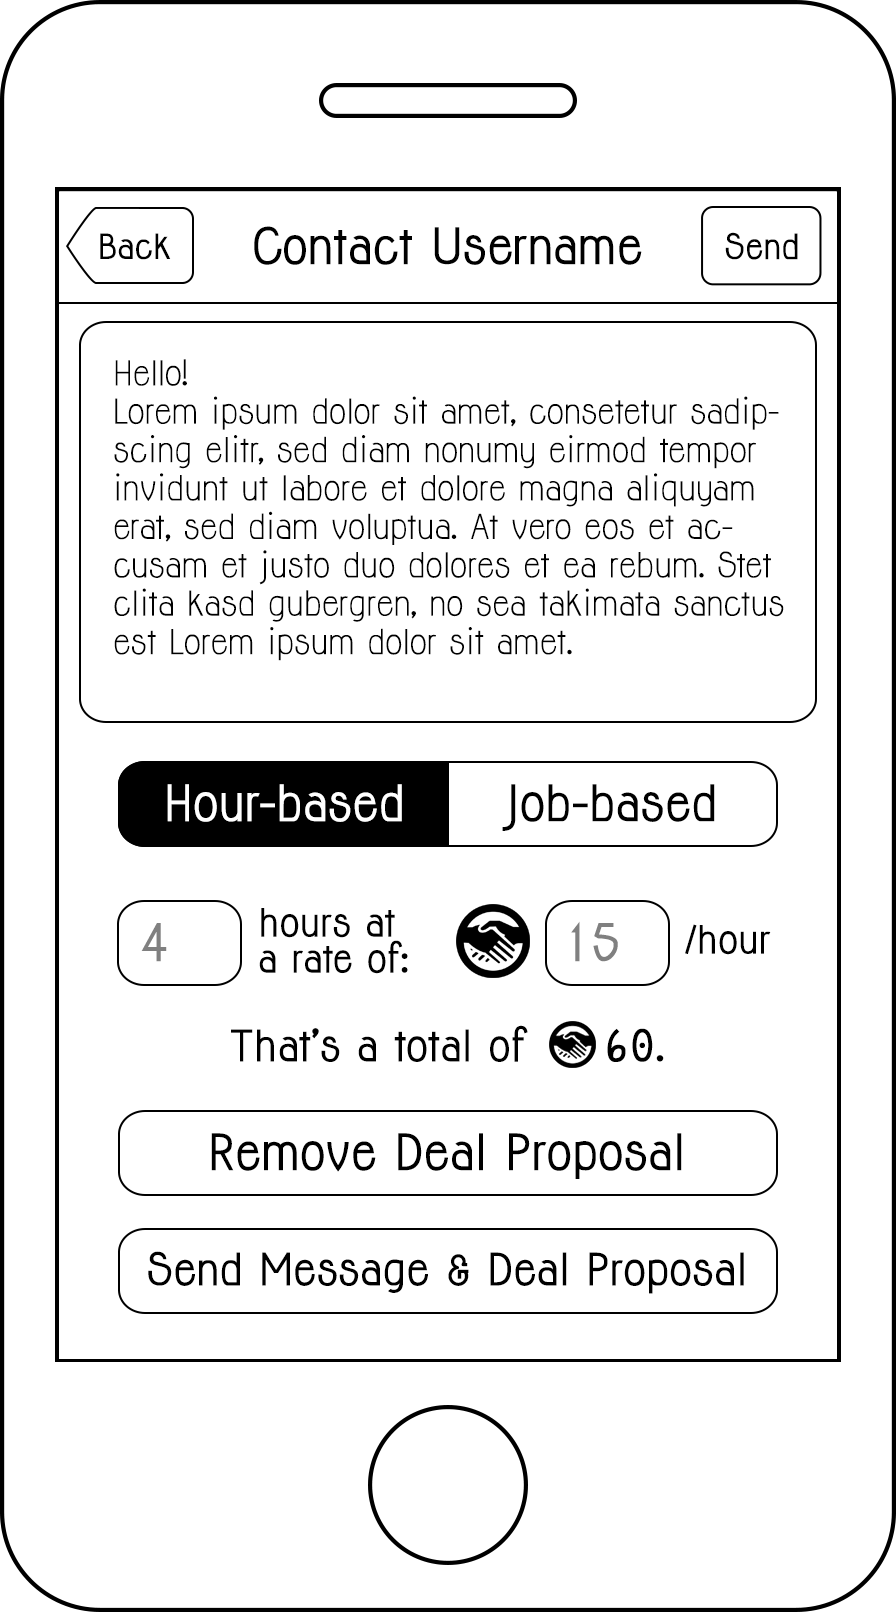 Back
Contact Username
Send
Hello!
Lorem ipsum dolor sit amet, consetetur sadip-
scing elitr, sed diam nonumy eirmod tempor
invidunt ut labore et dolore magna aliquyam
erat, sed diam voluptua. At vero eos et ac-
cusam et justo duo dolores et ea rebum. Stet
clita kasd gubergren, no sea takimata sanctus
est Lorem ipsum dolor sit amet.
Hour-based
Job-based
4
hours at
a rate of:
15
/hour
That's a total of 60.
Remove Deal Proposal
Send Message & Deal Proposal